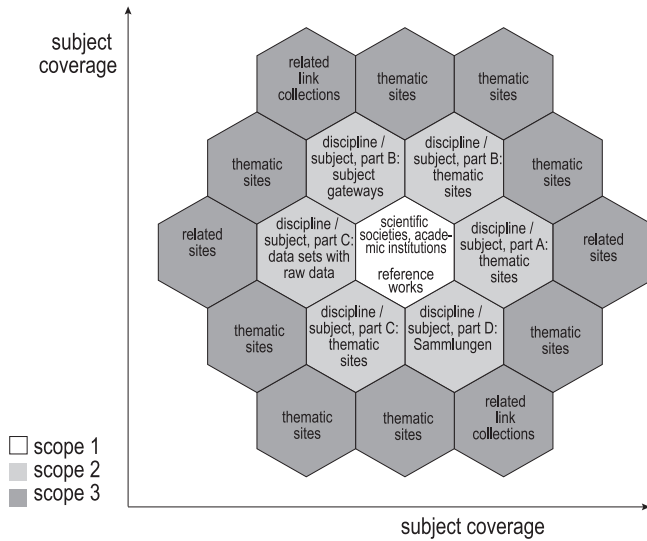 subject
coverage
related
link
collections
thematic
sites
thematic
sites
thematic
sites
discipline /
subject, part B:
subject
gateways
discipline /
subject, part B:
thematic
sites
thematic
sites
related
sites
discipline /
subject, part C:
data sets with
raw data
scientific
societies, acade-
mic institutions
reference
works
discipline /
subject, part A:
thematic
sites
related
sites
thematic
sites
discipline /
subject, part C:
thematic
sites
discipline /
subject, part D:
Sammlungen
thematic
sites
thematic
sites
thematic
sites
related
link
collections
scope 1
scope 2
scope 3
subject coverage